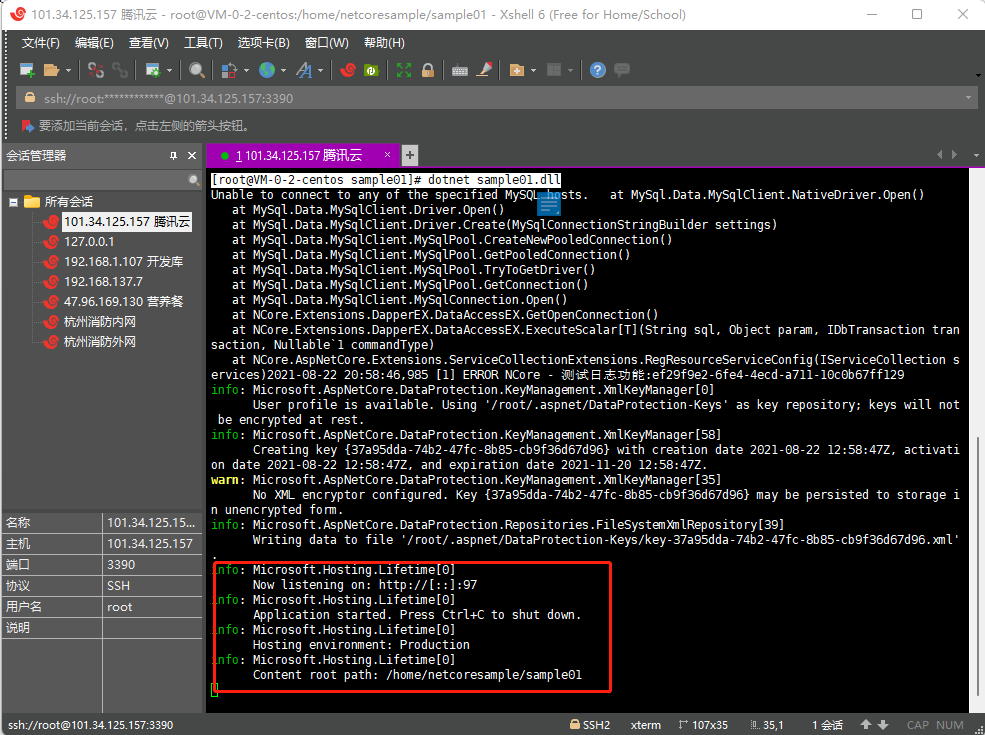 101.34.125.157 腾讯云 - root@VM-0-2-centos:/home/netcoresample/sample01 - Xshell 6 (Free for Home/School)
文件(F) 编辑(E) 查看(V) 工具(T) 选项卡(B) 窗口(W) 帮助(H)
ssh://root:************@101.34.125.157:3390
要添加当前会话，点击左侧的箭头按钮。
会话管理器
所有会话
101.34.125.157 腾讯云
127.0.0.1
192.168.1.107 开发库
192.168.137.7
47.96.169.130 营养餐
杭州消防内网
杭州消防外网
名称 101.34.125.15...
主机 101.34.125.157
端口 3390
协议 SSH
用户名 root
说明
1 101.34.125.157 腾讯云
[root@VM-0-2-centos sample01]# dotnet sample01.dll
Unable to connect to any of the specified MySQL hosts.   at MySql.Data.MySqlClient.NativeDriver.Open()
   at MySql.Data.MySqlClient.Driver.Open()
   at MySql.Data.MySqlClient.Driver.Create(MySqlConnectionStringBuilder settings)
   at MySql.Data.MySqlClient.MySqlPool.CreateNewPooledConnection()
   at MySql.Data.MySqlClient.MySqlPool.GetPooledConnection()
   at MySql.Data.MySqlClient.MySqlPool.TryToGetDriver()
   at MySql.Data.MySqlClient.MySqlPool.GetConnection()
   at MySql.Data.MySqlClient.MySqlConnection.Open()
   at NCore.Extensions.DapperEX.DataAccessEX.GetOpenConnection()
   at NCore.Extensions.DapperEX.DataAccessEX.ExecuteScalar[T](String sql, Object param, IDbTransaction tran
saction, Nullable`1 commandType)
   at NCore.AspNetCore.Extensions.ServiceCollectionExtensions.RegResourceServiceConfig(IServiceCollection s
ervices)2021-08-22 20:58:46,985 [1] ERROR NCore - 测试日志功能:ef29f9e2-6fe4-4ecd-a711-10c0b67ff129
info: Microsoft.AspNetCore.DataProtection.KeyManagement.XmlKeyManager[0]
      User profile is available. Using '/root/.aspnet/DataProtection-Keys' as key repository; keys will not
 be encrypted at rest.
info: Microsoft.AspNetCore.DataProtection.KeyManagement.XmlKeyManager[58]
      Creating key {37a95dda-74b2-47fc-8b85-cb9f36d67d96} with creation date 2021-08-22 12:58:47Z, activati
on date 2021-08-22 12:58:47Z, and expiration date 2021-11-20 12:58:47Z.
warn: Microsoft.AspNetCore.DataProtection.KeyManagement.XmlKeyManager[35]
      No XML encryptor configured. Key {37a95dda-74b2-47fc-8b85-cb9f36d67d96} may be persisted to storage i
n unencrypted form.
info: Microsoft.AspNetCore.DataProtection.Repositories.FileSystemXmlRepository[39]
      Writing data to file '/root/.aspnet/DataProtection-Keys/key-37a95dda-74b2-47fc-8b85-cb9f36d67d96.xml'
.
info: Microsoft.Hosting.Lifetime[0]
      Now listening on: http://[::]:97
info: Microsoft.Hosting.Lifetime[0]
      Application started. Press Ctrl+C to shut down.
info: Microsoft.Hosting.Lifetime[0]
      Hosting environment: Production
info: Microsoft.Hosting.Lifetime[0]
      Content root path: /home/netcoresample/sample01
ssh://root@101.34.125.157:3390 SSH2 xterm 107x35 35,1 1 会话 CAP NUM